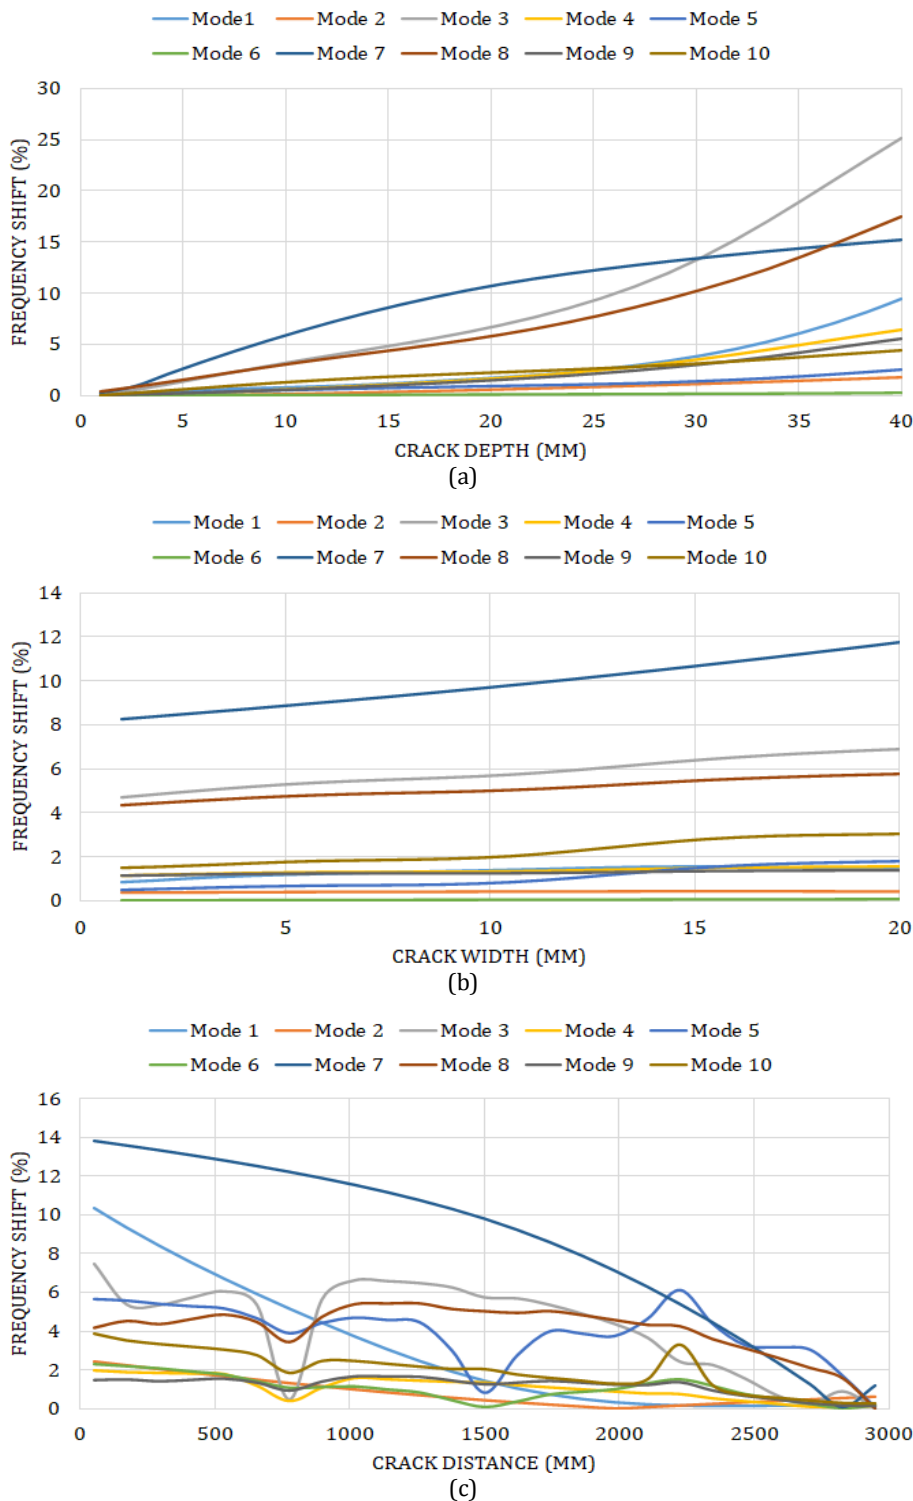 Mode1 Mode 2 Mode 3 Mode 4 Mode 5
Mode 6 Mode 7 Mode 8 Mode 9 Mode 10
30
25
20
15
10
5
0
FREQUENCY SHIFT (%)
0 5 10 15 20 25 30 35 40
CRACK DEPTH (MM)
(a)
Mode 1 Mode 2 Mode 3 Mode 4 Mode 5
Mode 6 Mode 7 Mode 8 Mode 9 Mode 10
14
12
10
8
6
4
2
0
FREQUENCY SHIFT (%)
0 5 10 15 20
CRACK WIDTH (MM)
(b)
Mode 1 Mode 2 Mode 3 Mode 4 Mode 5
Mode 6 Mode 7 Mode 8 Mode 9 Mode 10
16
14
12
10
8
6
4
2
0
FREQUENCY SHIFT (%)
0 500 1000 1500 2000 2500 3000
CRACK DISTANCE (MM)
(c)